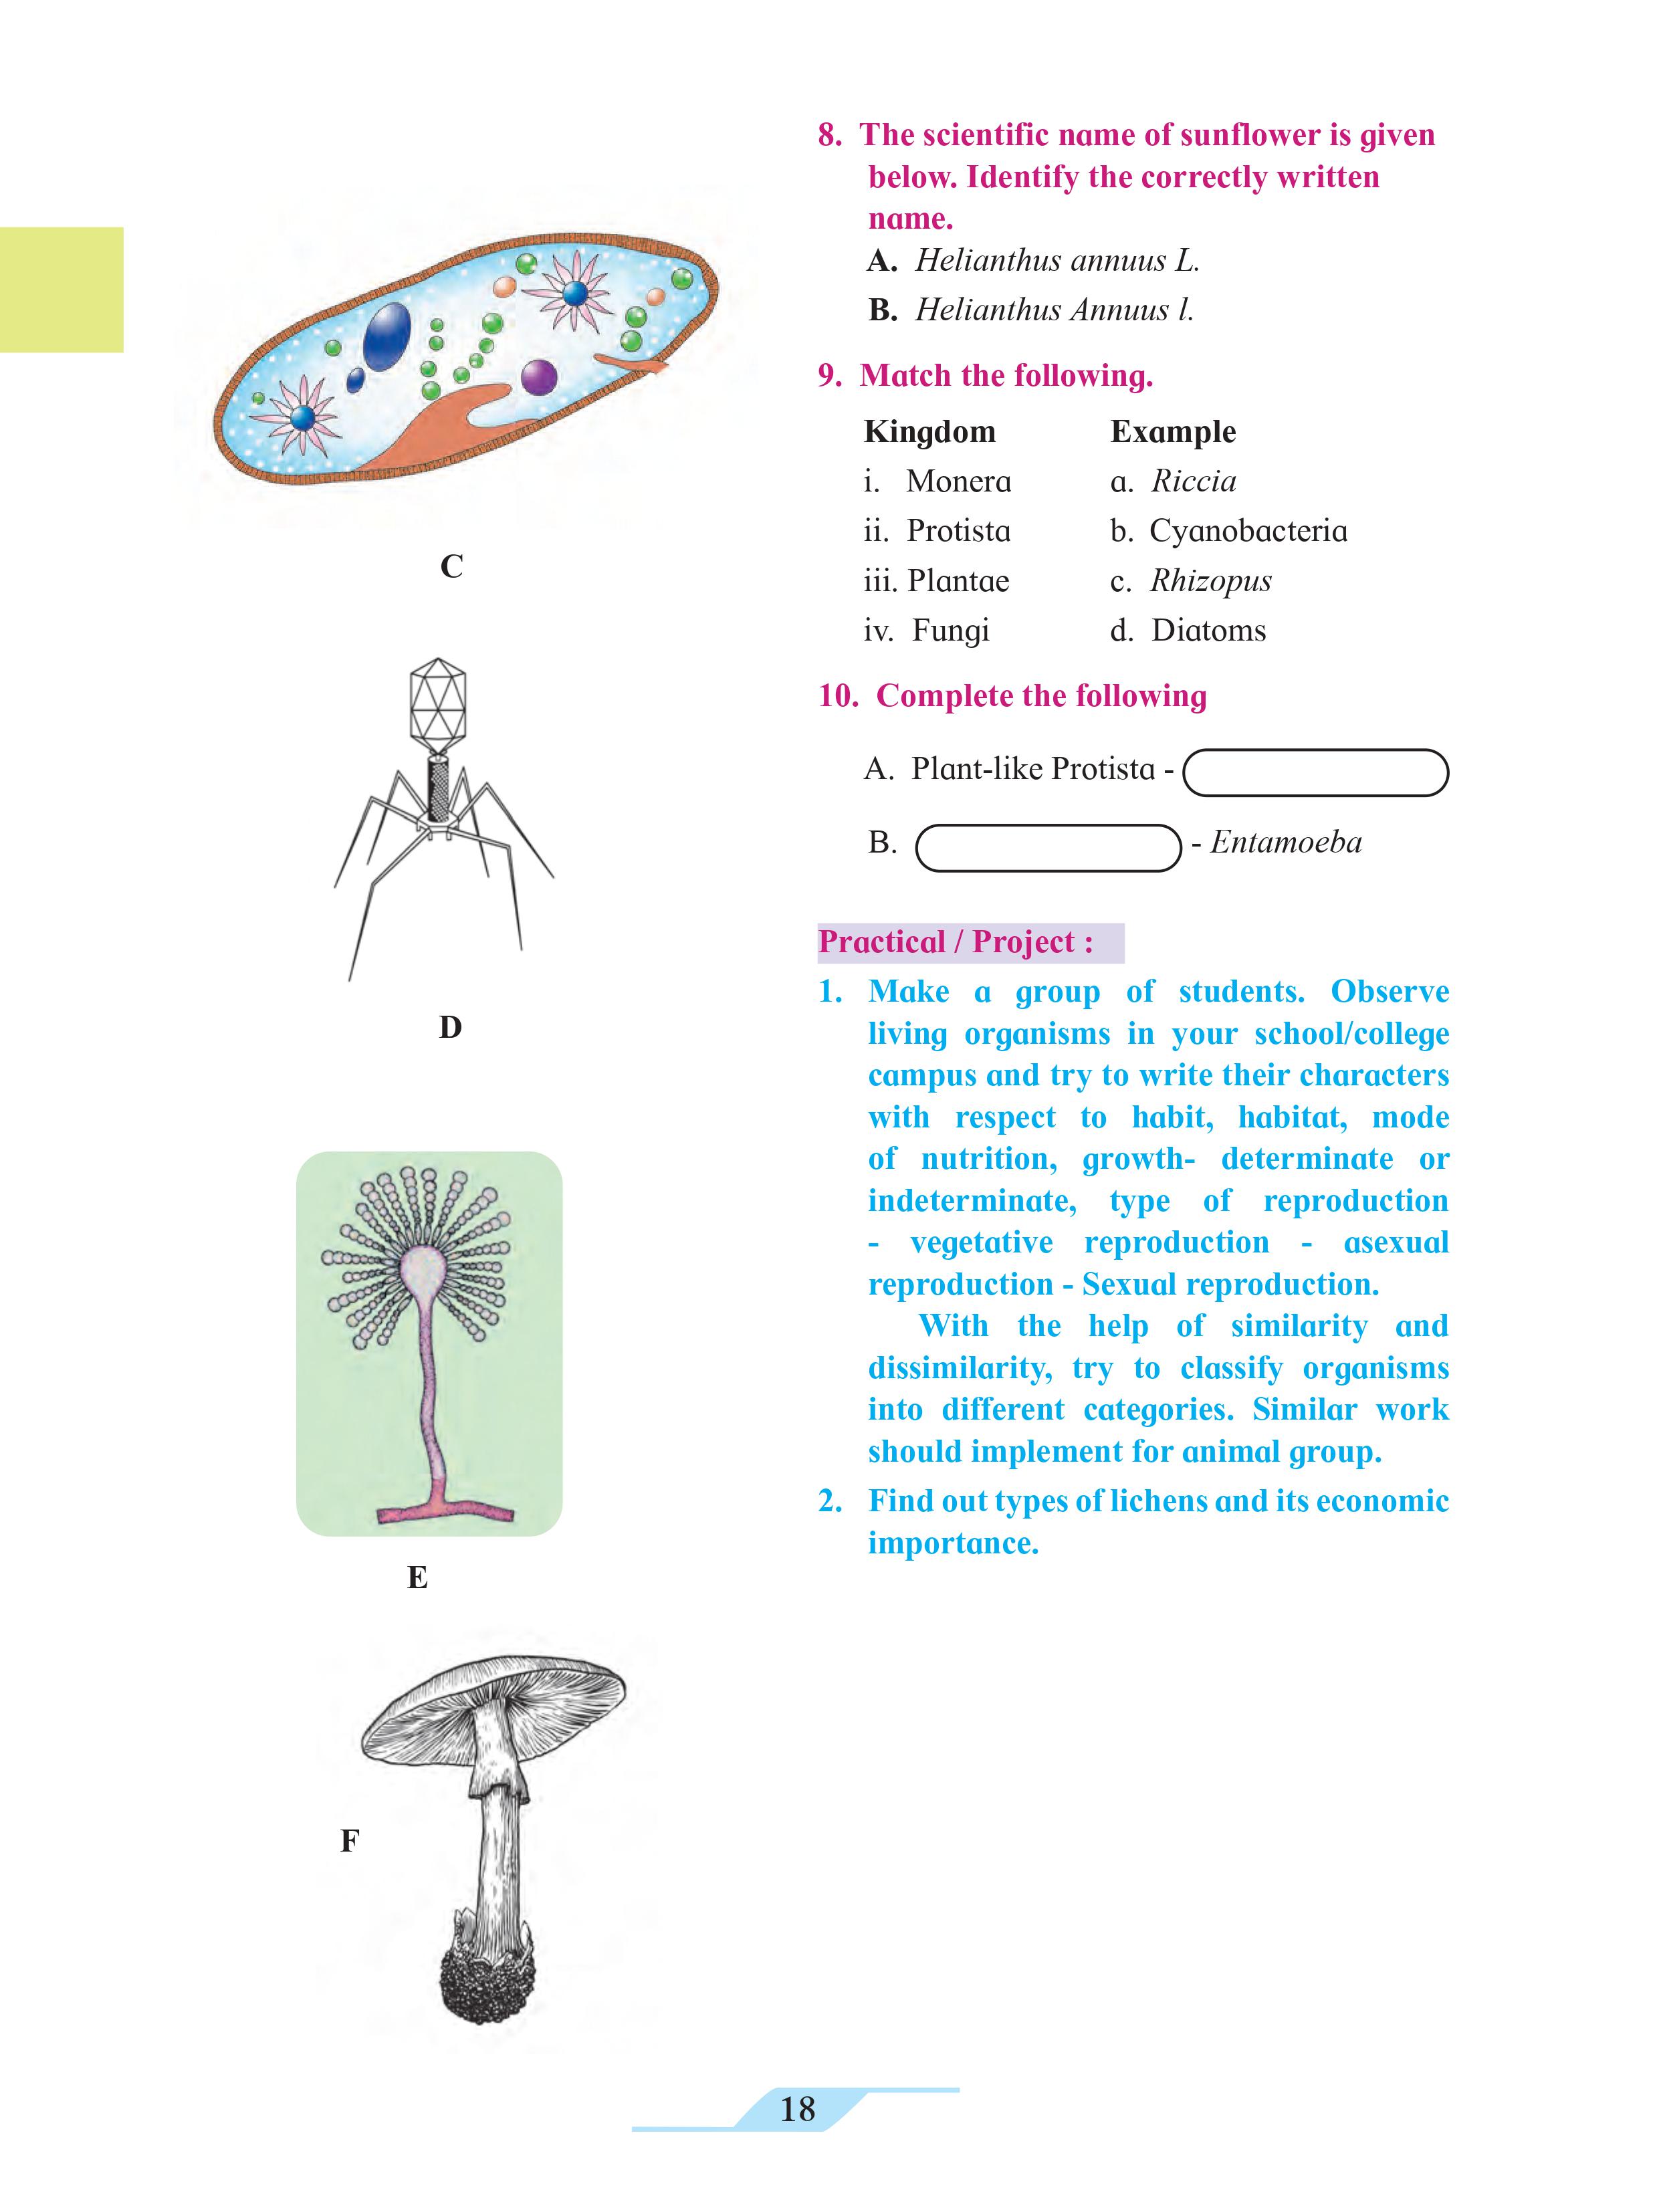 C
D
E
F
8. The scientific name of sunflower is given
below. Identify the correctly written
name.
A. Helianthus annuus L.
B. Helianthus Annuus l.
9. Match the following.
Kingdom Example
i. Monera a. Riccia
ii. Protista b. Cyanobacteria
iii. Plantae c. Rhizopus
iv. Fungi d. Diatoms
10. Complete the following
A. Plant-like Protista -
B. - Entamoeba
Practical / Project :
1. Make a group of students. Observe
living organisms in your school/college
campus and try to write their characters
with respect to habit, habitat, mode
of nutrition, growth- determinate or
indeterminate, type of reproduction
- vegetative reproduction - asexual
reproduction - Sexual reproduction.
With the help of similarity and
dissimilarity, try to classify organisms
into different categories. Similar work
should implement for animal group.
2. Find out types of lichens and its economic
importance.
18